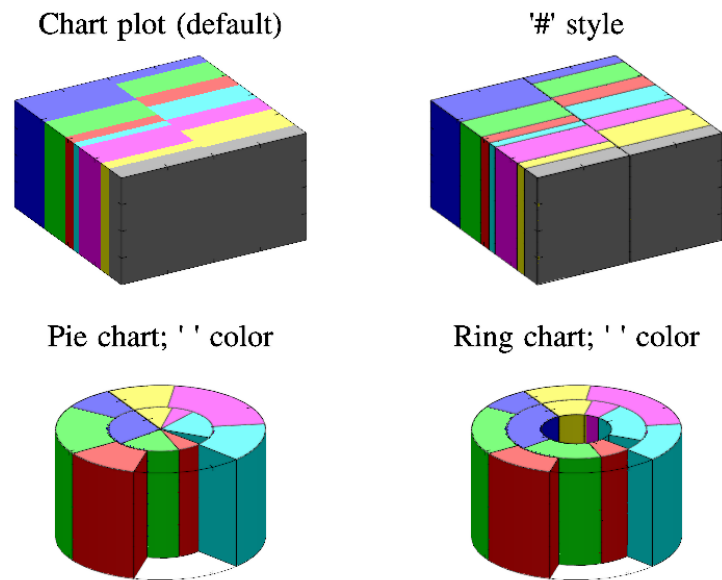 Chart plot (default)
'#' style
Pie chart; ' ' color
Ring chart; ' ' color